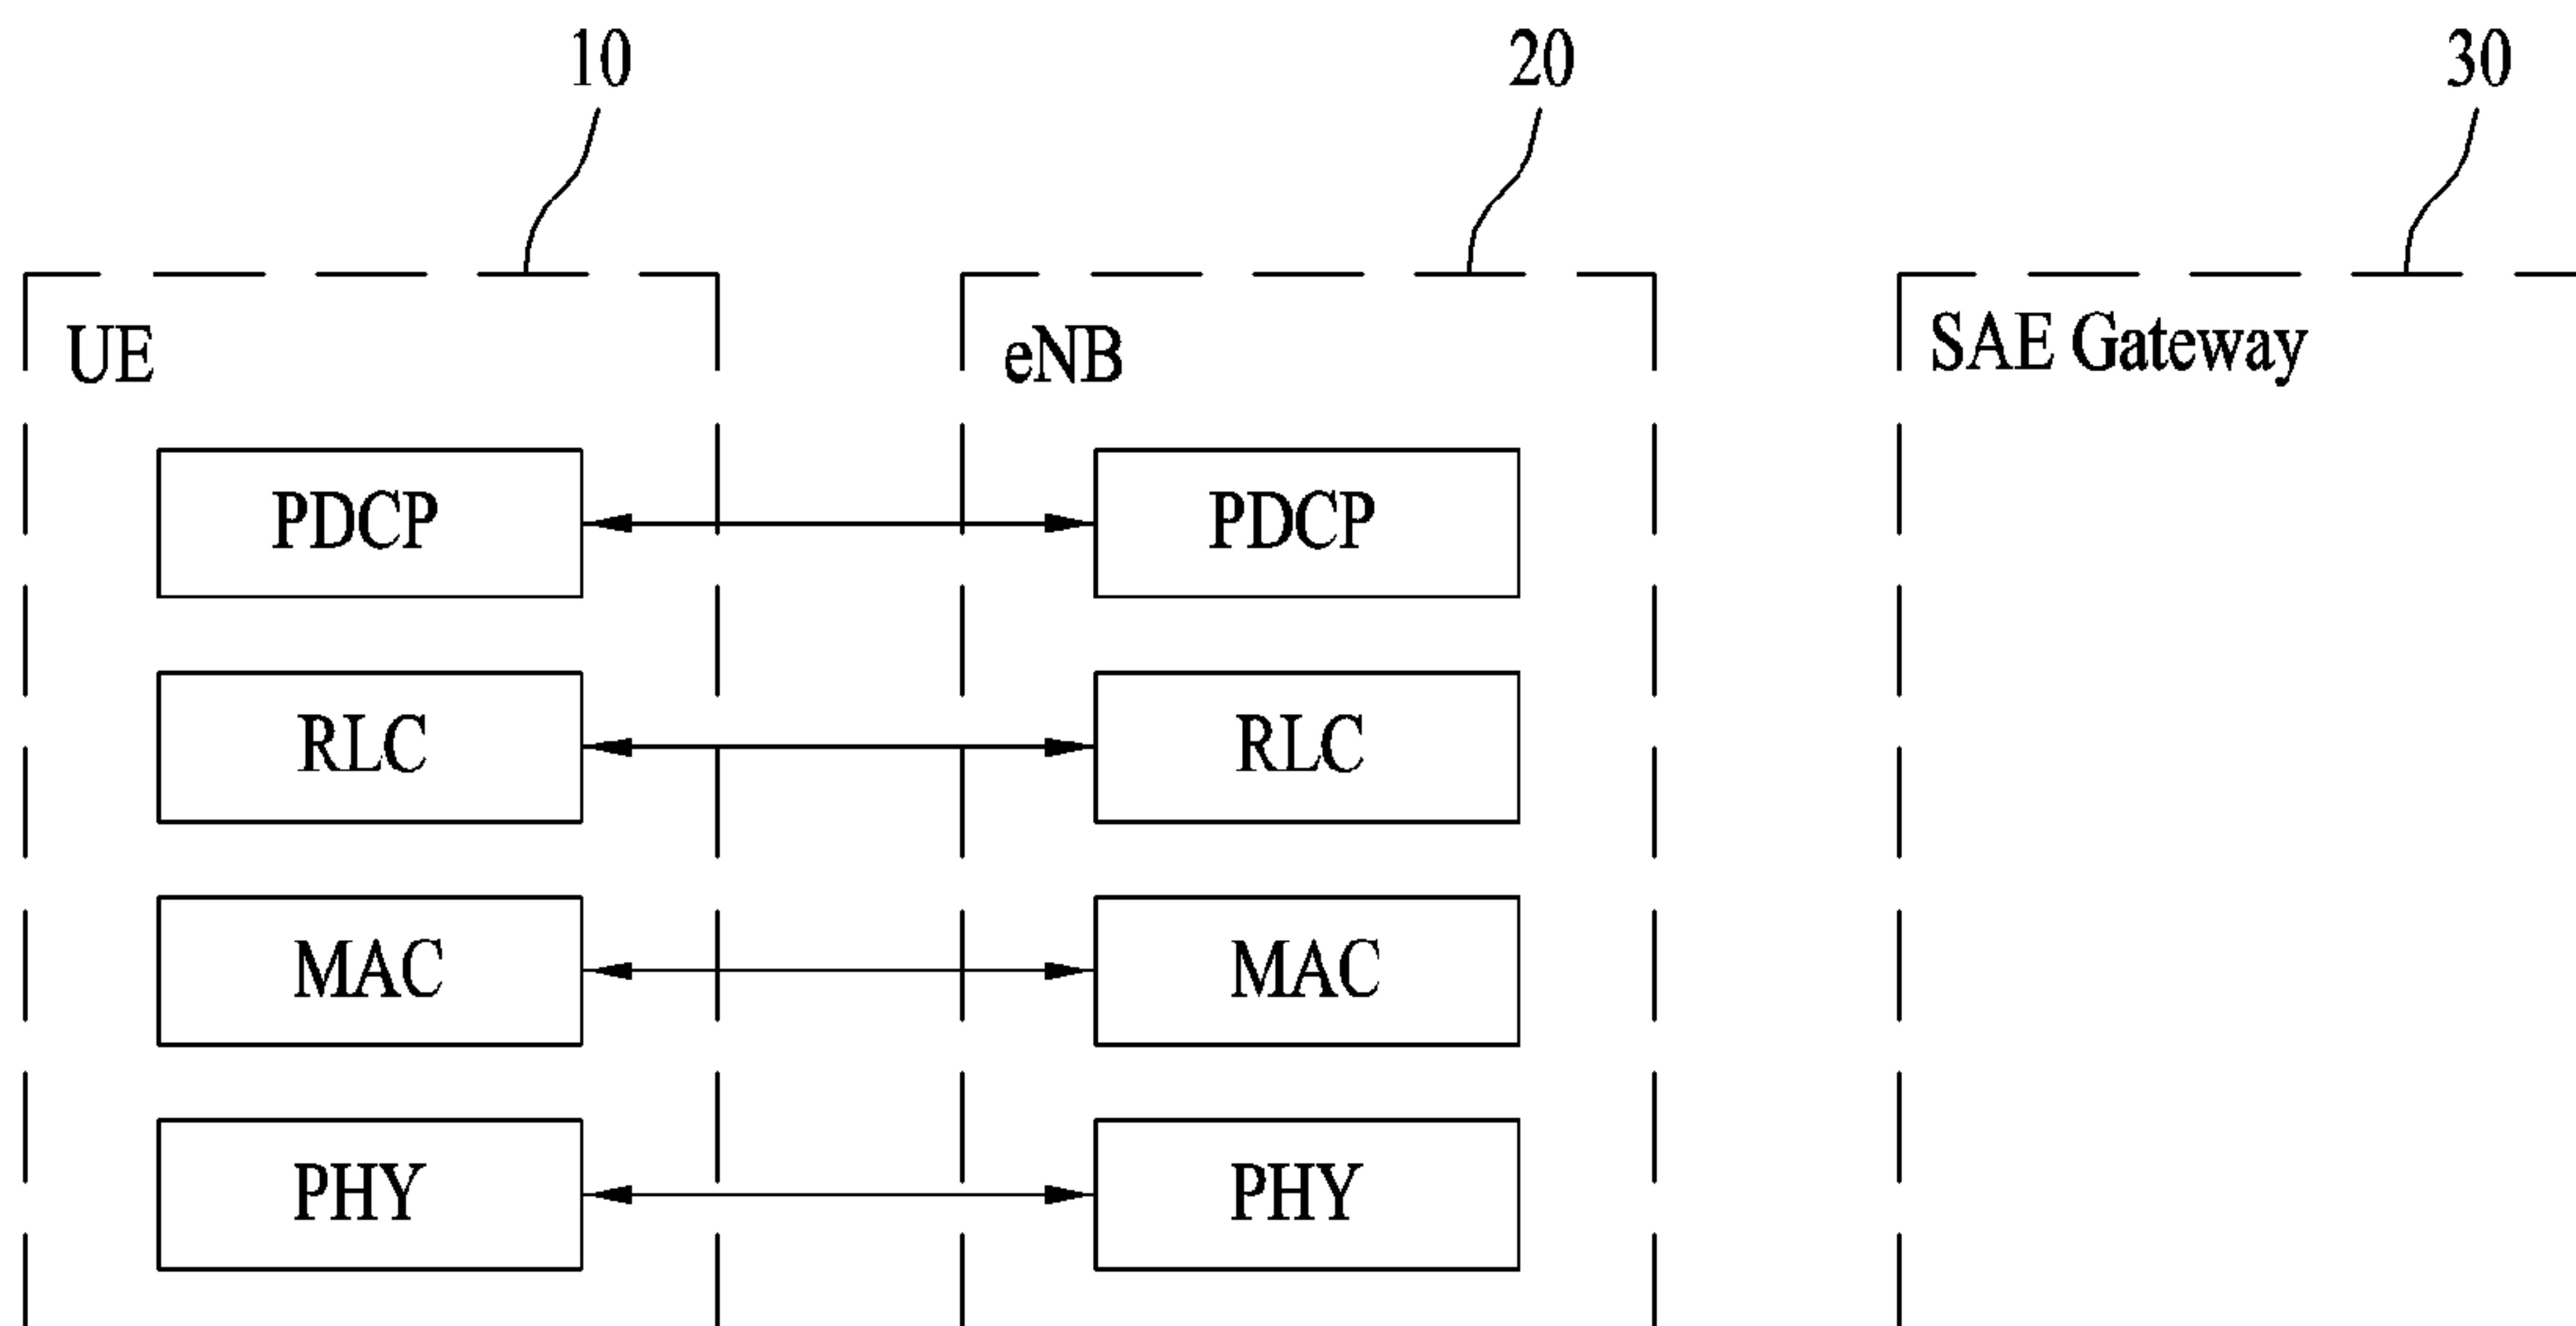 10
20
30
UE
eNB
SAE Gateway
PDCP
PDCP
RLC
RLC
MAC
MAC
PHY
PHY